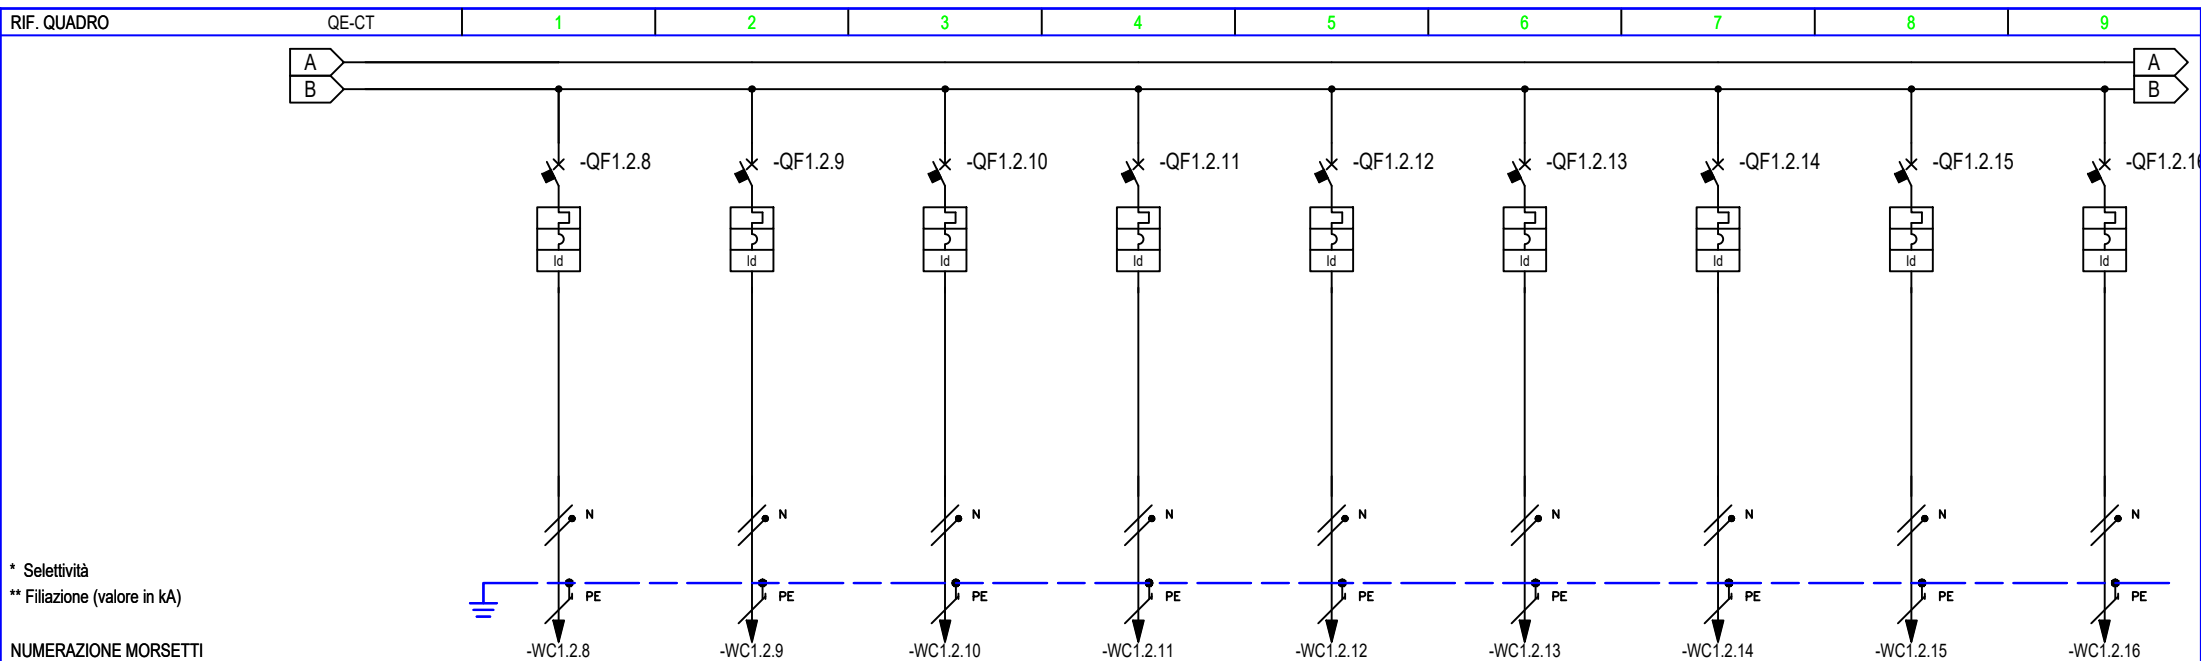 RIF. QUADRO QE-CT 1 2 3 4 5 6 7 8 9
A A
B B
-QF1.2.8 -QF1.2.9 -QF1.2.10 -QF1.2.11 -QF1.2.12 -QF1.2.13 -QF1.2.14 -QF1.2.15 -QF1.2.16
Id Id Id Id Id Id Id Id Id
N N N N N N N N N
* Selettività
** Filiazione (valore in kA)
PE PE PE PE PE PE PE PE PE
NUMERAZIONE MORSETTI -WC1.2.8 -WC1.2.9 -WC1.2.10 -WC1.2.11 -WC1.2.12 -WC1.2.13 -WC1.2.14 -WC1.2.15 -WC1.2.16